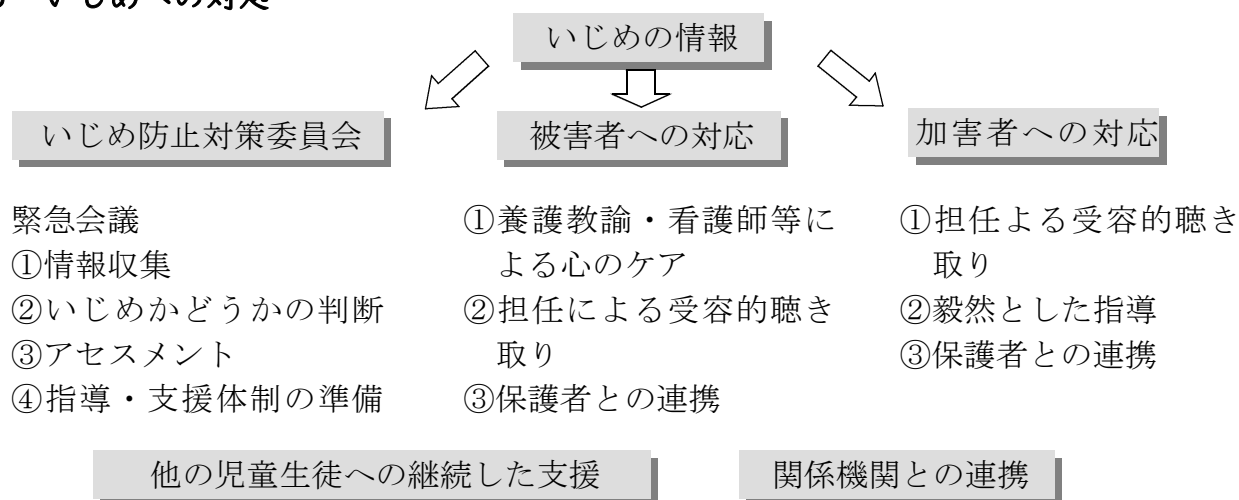 いじめへの対処
いじめの情報
いじめ防止対策委員会
被害者への対応
加害者への対応
緊急会議
①情報収集
②いじめかどうかの判断
③アセスメント
④指導・支援体制の準備
①養護教諭・看護師等に
よる心のケア
②担任による受容的聴き
取り
③保護者との連携
①担任よる受容的聴き
取り
②毅然とした指導
③保護者との連携
他の児童生徒への継続した支援
関係機関との連携